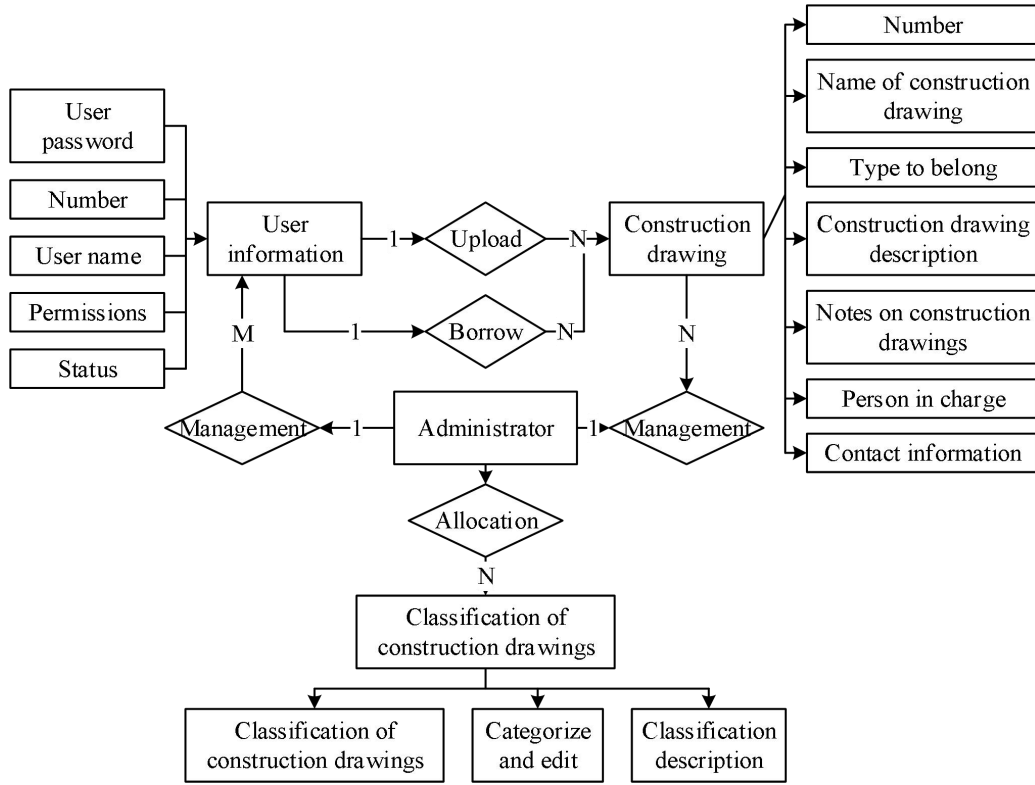 Number
Name of construction
drawing
Type to belong
Construction drawing
description
Notes on construction
drawings
Person in charge
Contact information
User
password
Number
User name
Permissions
Status
User
information
1
Upload
N
Construction
drawing
1
Borrow
N
M
N
Management
1
Administrator
1
Management
Allocation
N
Classification of
construction drawings
Classification of
construction drawings
Categorize
and edit
Classification
description